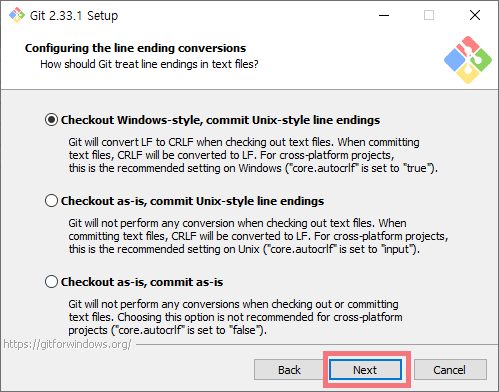 Git 2.33.1 Setup
Configuring the line ending conversions
How should Git treat line endings in text files?
Checkout Windows-style, commit Unix-style line endings
Git will convert LF to CRLF when checking out text files. When committing
text files, CRLF will be converted to LF. For cross-platform projects,
this is the recommended setting on Windows ("core.autocrlf" is set to "true").
Checkout as-is, commit Unix-style line endings
Git will not perform any conversion when checking out text files. When
committing text files, CRLF will be converted to LF. For cross-platform projects,
this is the recommended setting on Unix ("core.autocrlf" is set to "input").
Checkout as-is, commit as-is
Git will not perform any conversions when checking out or committing
text files. Choosing this option is not recommended for cross-platform
projects ("core.autocrlf" is set to "false").
https://gitforwindows.org/
Back
Next
Cancel